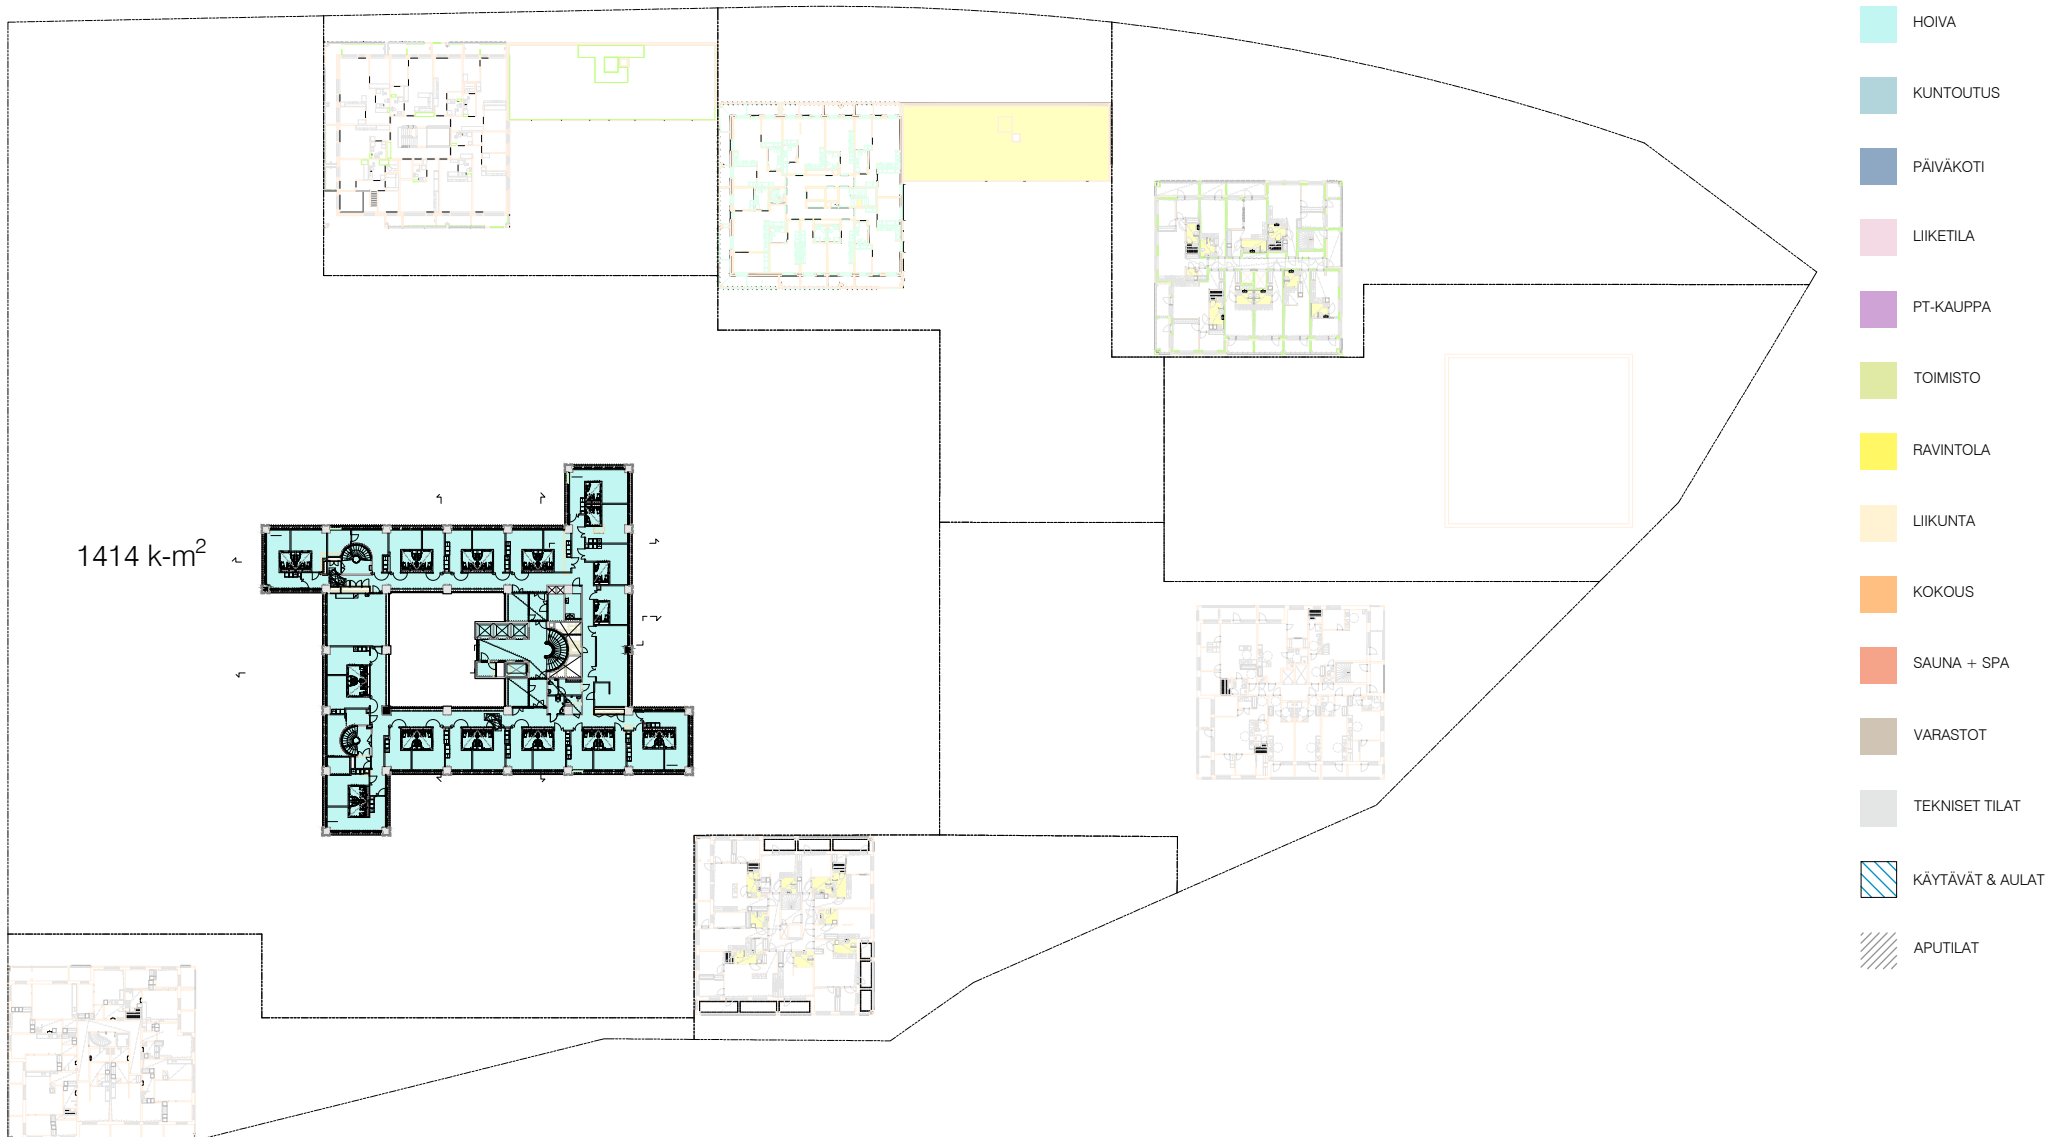 HOIVA
KUNTOUTUS
PÄIVÄKOTI
LIIKETILA
PT-KAUPPA
TOIMISTO
RAVINTOLA
LIIKUNTA
1414 k-m²
KOKOUS
SAUNA + SPA
VARASTOT
TEKNISET TILAT
KÄYTÄVÄT & AULAT
APUTILAT